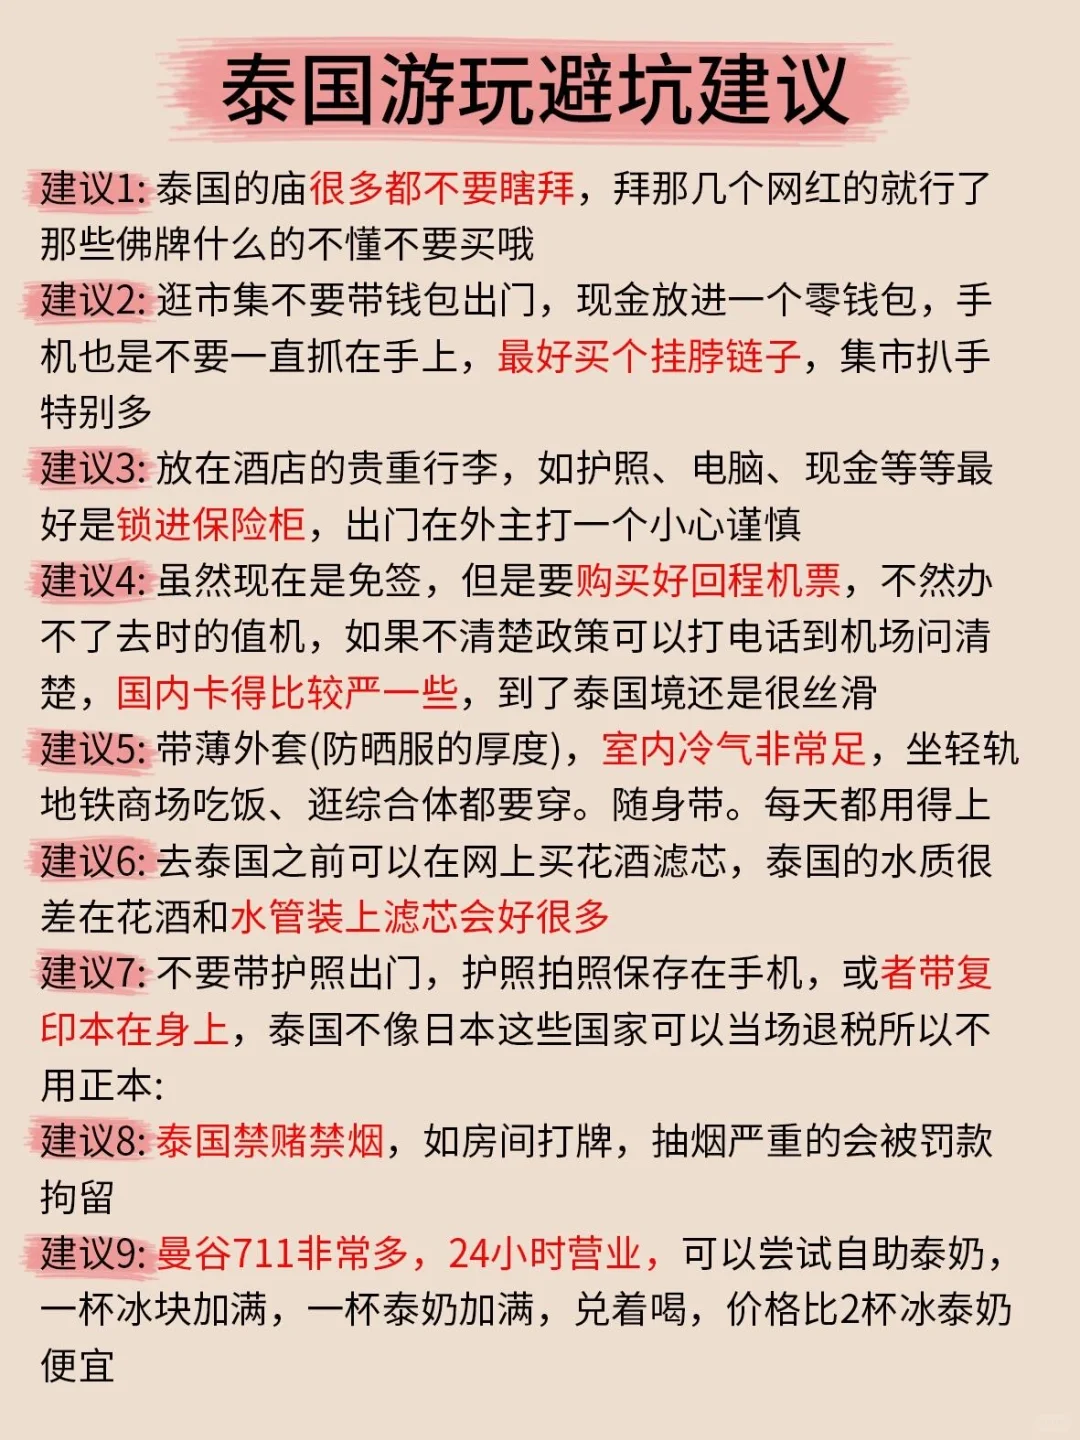 泰国游玩避坑建议
建议1: 泰国的庙很多都不要瞎拜，拜那几个网红的就行了
那些佛牌什么的不懂不要买哦
建议2: 逛市集不要带钱包出门，现金放进一个零钱包，手
机也是不要一直抓在手上，最好买个挂脖链子，集市扒手
特别多
建议3: 放在酒店的贵重行李，如护照、电脑、现金等等最
好是锁进保险柜，出门在外主打一个小心谨慎
建议4: 虽然现在是免签，但是要购买好回程机票，不然办
不了去时的值机，如果不清楚政策可以打电话到机场问清
楚，国内卡得比较严一些，到了泰国境还是很丝滑
建议5: 带薄外套(防晒服的厚度)，室内冷气非常足，坐轻轨
地铁商场吃饭、逛综合体都要穿。随身带。每天都用得上
建议6: 去泰国之前可以在网上买花洒滤芯，泰国的水质很
差在花洒和水管装上滤芯会好很多
建议7: 不要带护照出门，护照拍照保存在手机，或者带复
印本在身上，泰国不像日本这些国家可以当场退税所以不
用正本:
建议8: 泰国禁赌禁烟，如房间打牌，抽烟严重的会被罚款
拘留
建议9: 曼谷711非常多，24小时营业，可以尝试自助泰奶，
一杯冰块加满，一杯泰奶加满，兑着喝，价格比2杯冰泰奶
便宜